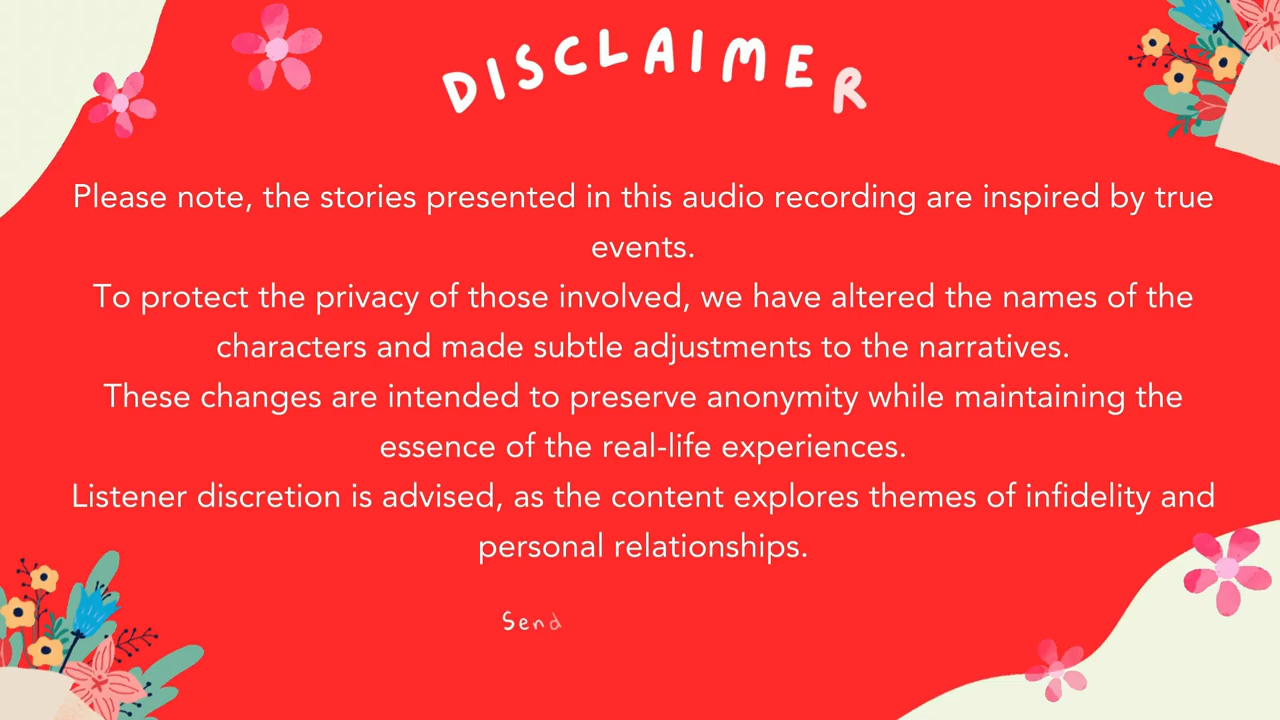 DISCLAIMER
Please note, the stories presented in this audio recording are inspired by true
events.
To protect the privacy of those involved, we have altered the names of the
characters and made subtle adjustments to the narratives.
These changes are intended to preserve anonymity while maintaining the
essence of the real-life experiences.
Listener discretion is advised, as the content explores themes of infidelity and
personal relationships.
Send